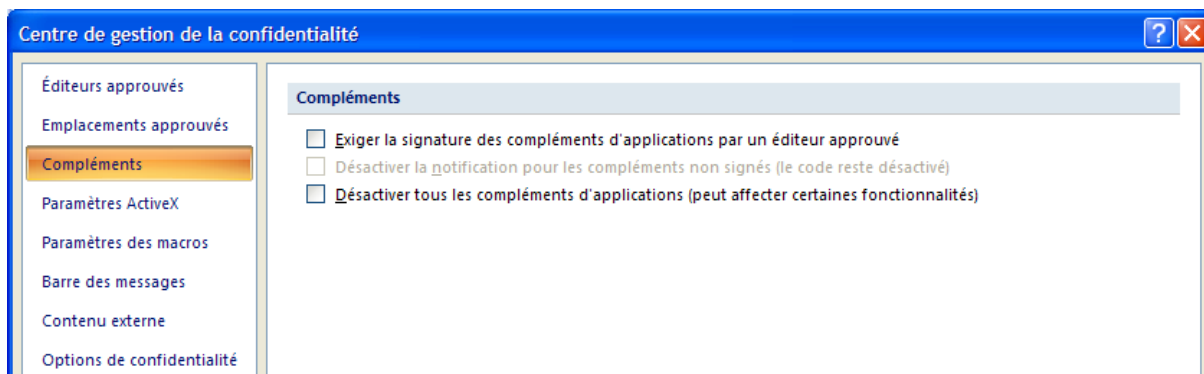 Centre de gestion de la confidentialité
Éditeurs approuvés
Emplacements approuvés
Compléments
Paramètres ActiveX
Paramètres des macros
Barre des messages
Contenu externe
Options de confidentialité
Compléments
Exiger la signature des compléments d'applications par un éditeur approuvé
Désactiver la notification pour les compléments non signés (le code reste désactivé)
Désactiver tous les compléments d'applications (peut affecter certaines fonctionnalités)